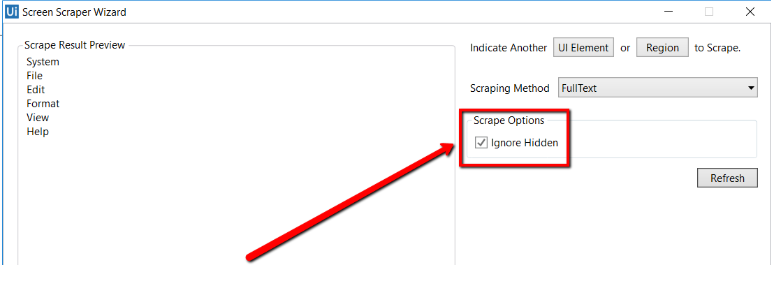 Ui Screen Scraper Wizard
Scrape Result Preview
System
File
Edit
Format
View
Help
Indicate Another UI Element or Region to Scrape.
Scraping Method FullText
Scrape Options
Ignore Hidden
Refresh